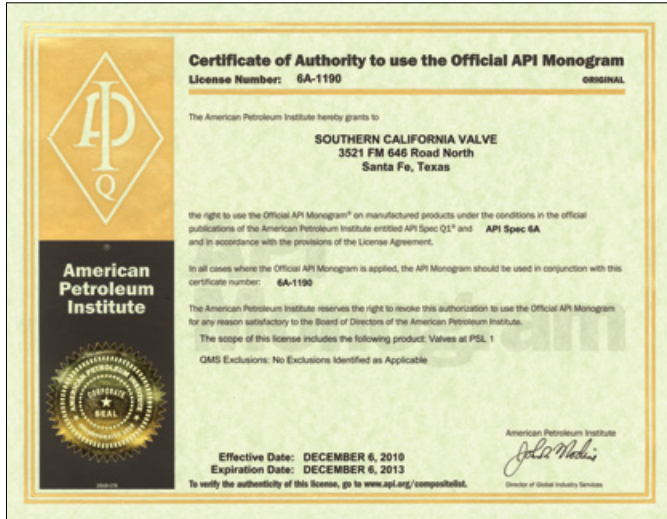 Certificate of Authority to use the Official API Monogram
License Number: 6A-1190
ORIGINAL
The American Petroleum Institute hereby grants to
SOUTHERN CALIFORNIA VALVE
3521 FM 646 Road North
Santa Fe, Texas
the right to use the Official API Monogram® on manufactured products under the conditions in the official
publications of the American Petroleum Institute entitled API Spec Q1® and API Spec 6A
and in accordance with the provisions of the License Agreement.
In all cases where the Official API Monogram is applied, the API Monogram should be used in conjunction with this
certificate number: 6A-1190
The American Petroleum Institute reserves the right to revoke this authorization to use the Official API Monogram
for any reason satisfactory to the Board of Directors of the American Petroleum Institute.
The scope of this license includes the following product: Valves at PSL 1
QMS Exclusions: No Exclusions Identified as Applicable
American Petroleum Institute
Director of Global Industry Services
Effective Date: DECEMBER 6, 2010
Expiration Date: DECEMBER 6, 2013
To verify the authenticity of this license, go to www.api.org/compositelist.
API
Q
®
American
Petroleum
Institute
AMERICAN PETROLEUM INSTITUTE
CORPORATE
SEAL